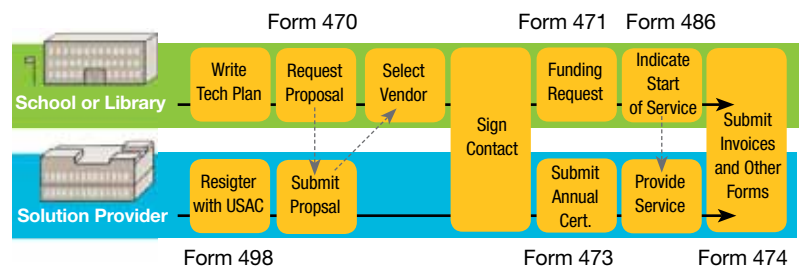 Form 470
Form 471
Form 486
School or Library
Write
Tech Plan
Request
Proposal
Select
Vendor
Sign
Contact
Funding
Request
Indicate
Start
of Service
Submit
Invoices
and Other
Forms
Solution Provider
Resigter
with USAC
Submit
Propsal
Submit
Annual
Cert.
Provide
Service
Form 498
Form 473
Form 474